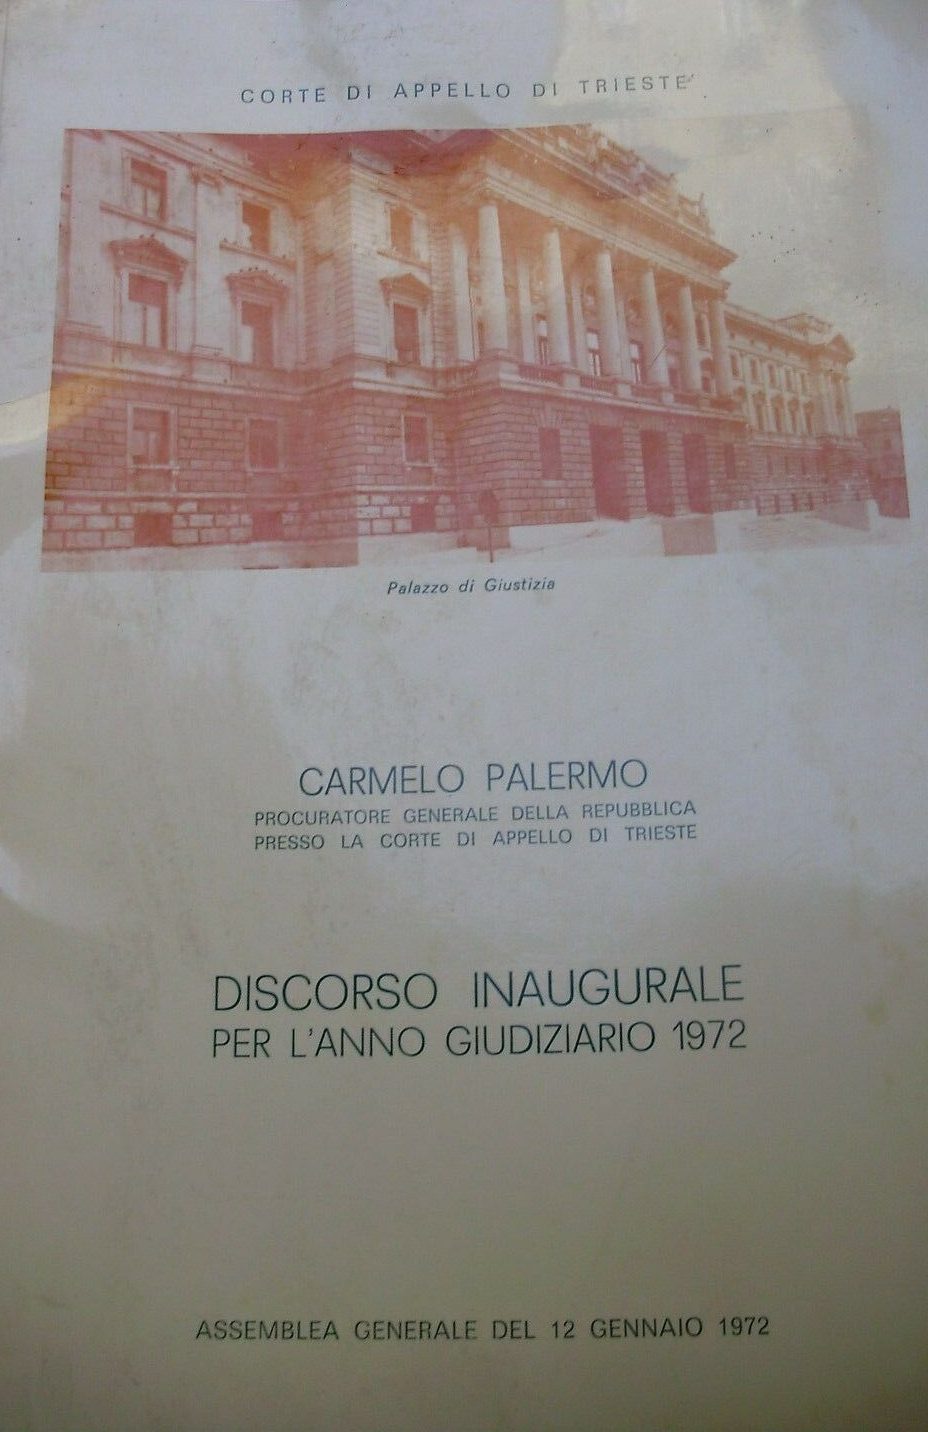 CORTE DI APPELLO DI TRIESTE
Palazzo di Giustizia
CARMELO PALERMO
PROCURATORE GENERALE DELLA REPUBBLICA
PRESSO LA CORTE DI APPELLO DI TRIESTE
DISCORSO INAUGURALE
PER L'ANNO GIUDIZIARIO 1972
ASSEMBLEA GENERALE DEL 12 GENNAIO 1972